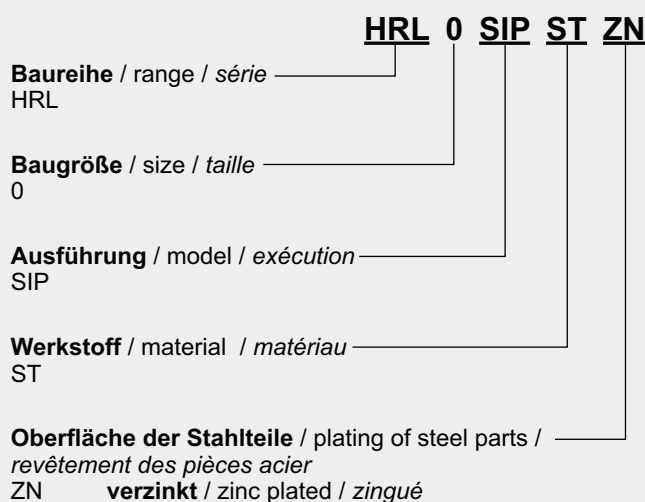 HRL 0 SIP ST ZN
Baureihe / range / série
HRL
Baugröße / size / taille
0
Ausführung / model / exécution
SIP
Werkstoff / material / matériau
ST
Oberfläche der Stahlteile / plating of steel parts /
revêtement des pièces acier
ZN verzinkt / zinc plated / zingué